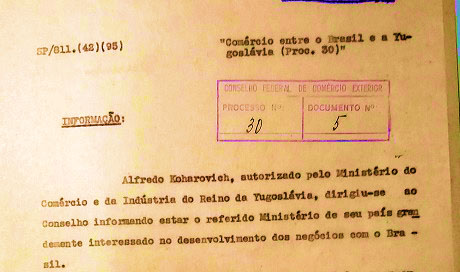 SP/811.(42)(95)
"Comércio entre o Brasil e a Yu-
goslávia (Proc. 30)"
CONSELHO FEDERAL DE COMÉRCIO EXTERIOR
PROCESSO Nº: DOCUMENTO Nº:
30 5
INFORMAÇÃO:
Alfredo Koharovich, autorizado pelo Ministério do
Comércio e da Indústria do Reino da Yugoslávia, dirigiu-se ao
Conselho informando estar o referido Ministério de seu país gran
demente interessado no desenvolvimento dos negócios com o Bra -
sil.